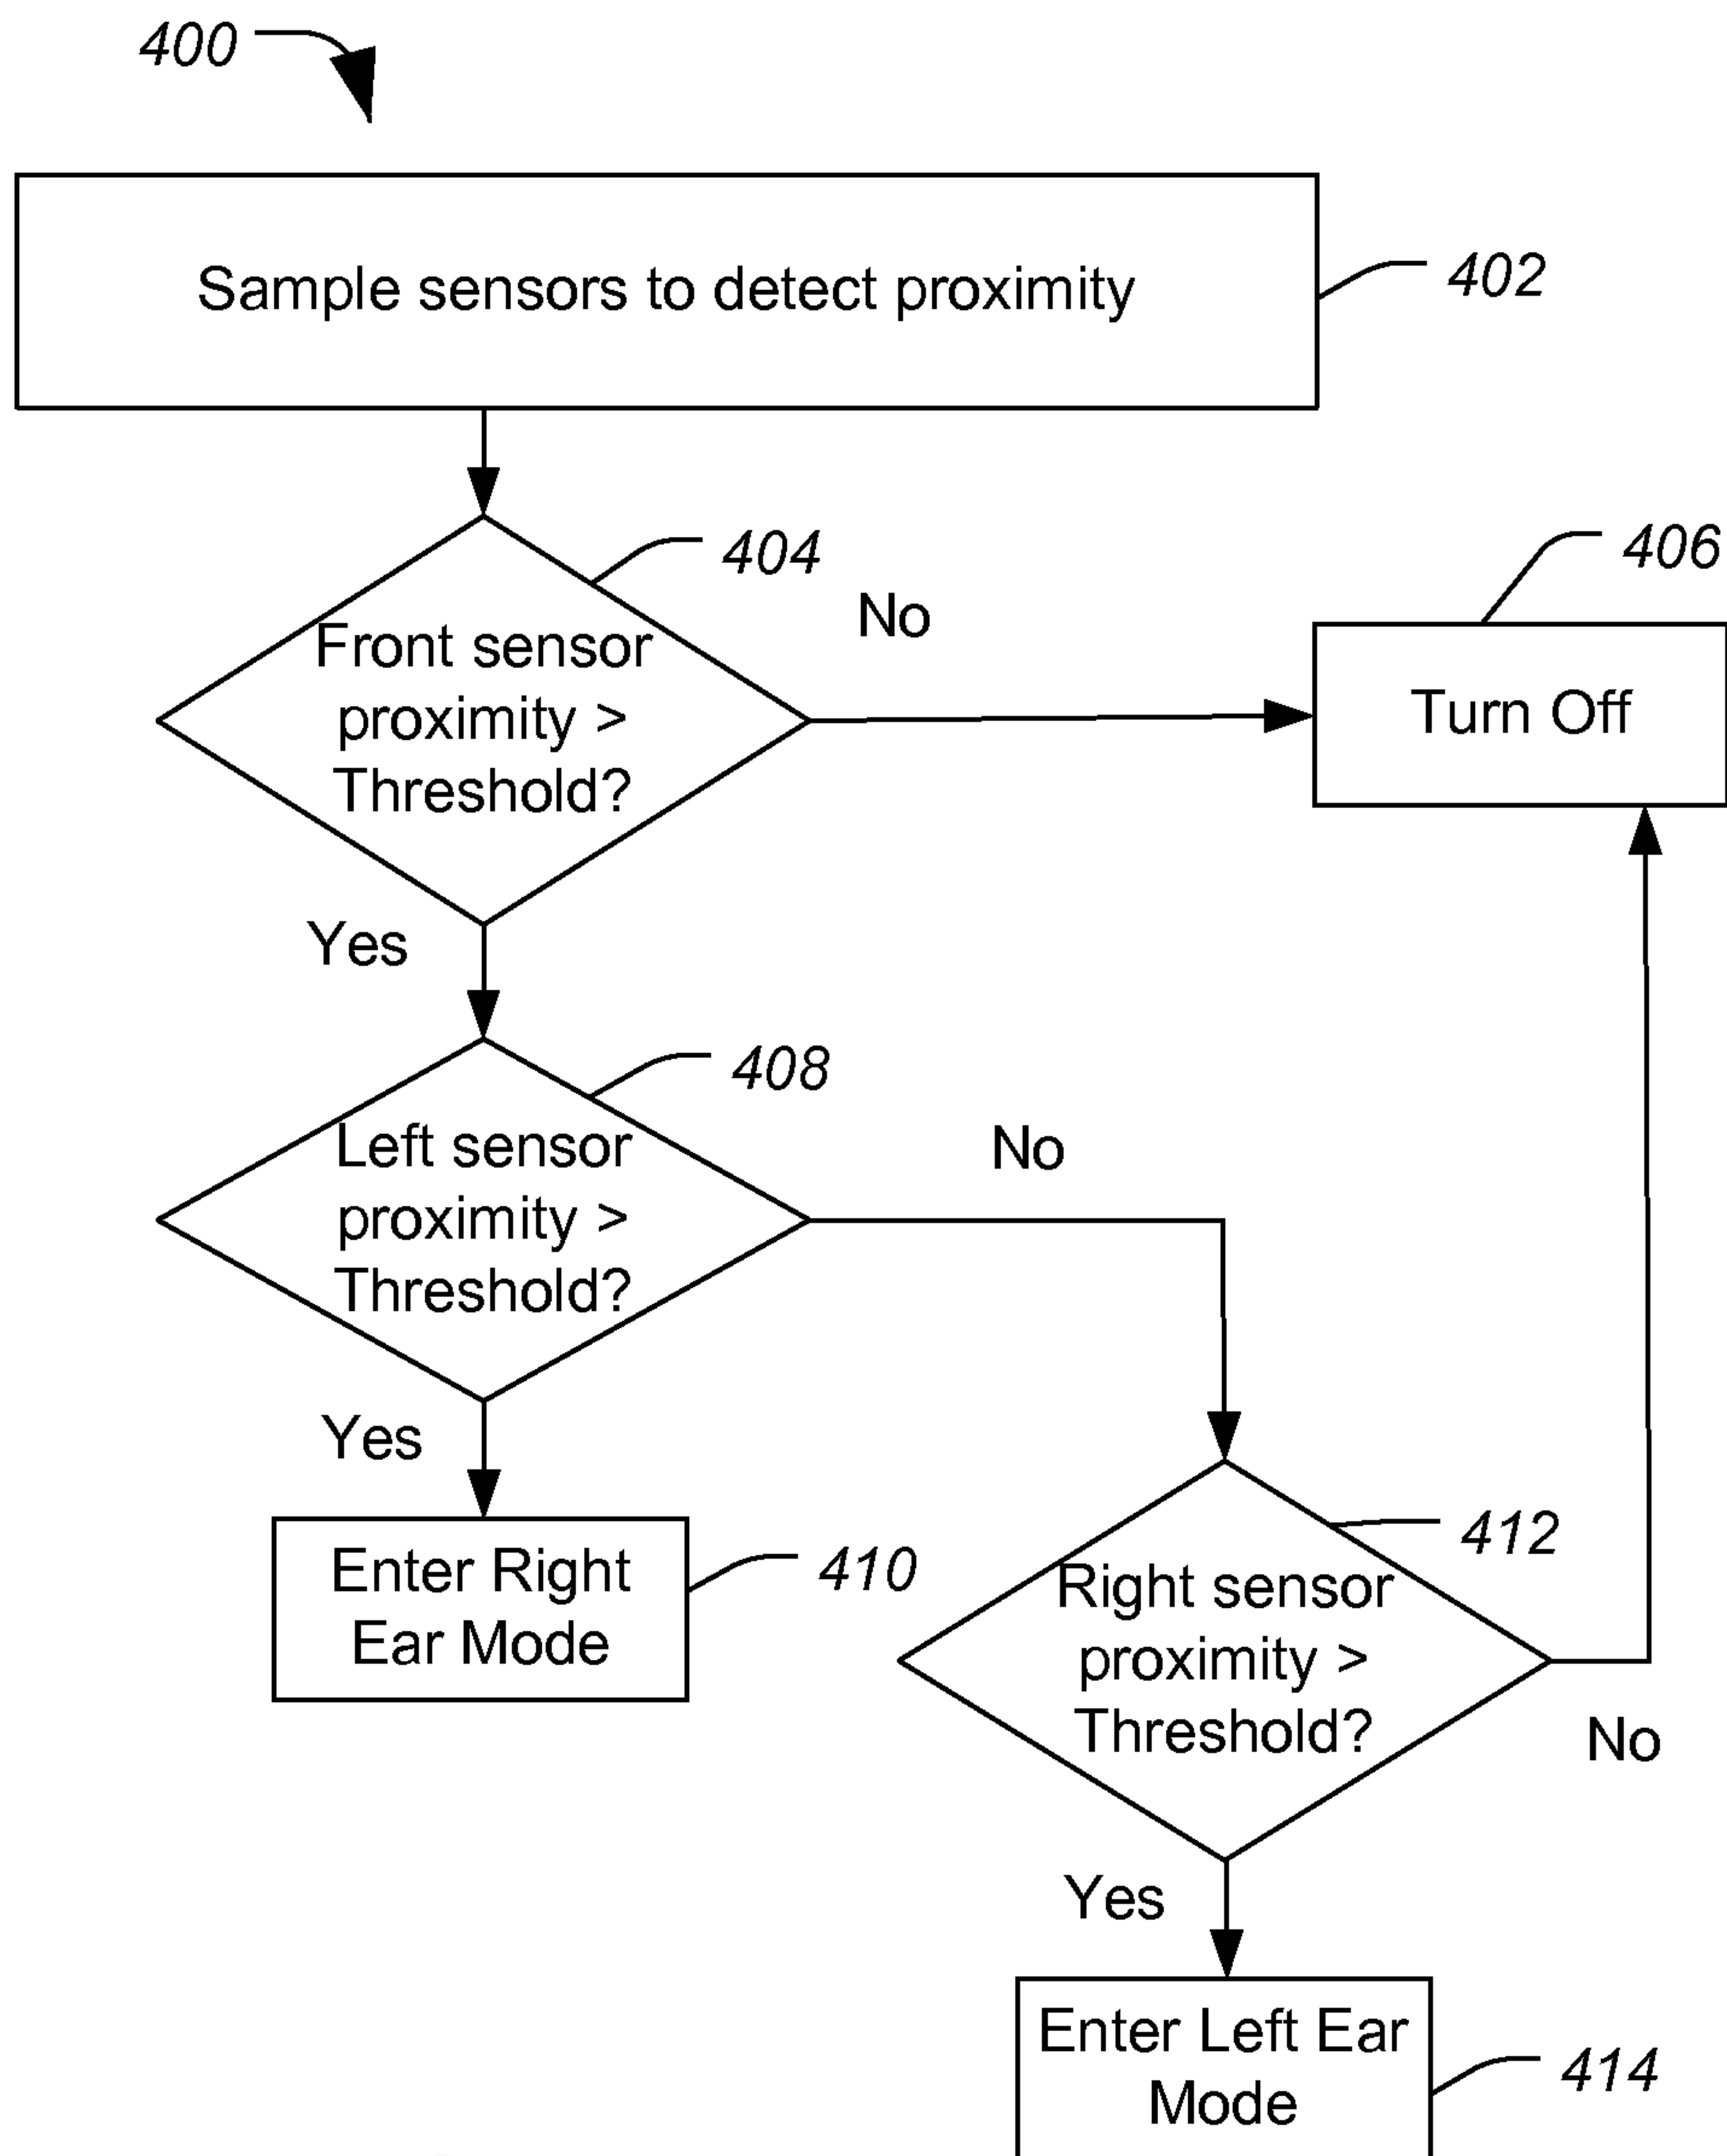 400
Sample sensors to detect proximity
402
404
No
406
Front sensor
proximity >
Threshold?
Turn Off
Yes
408
No
Left sensor
proximity >
Threshold?
Yes
Enter Right
Ear Mode
410
412
Right sensor
proximity >
Threshold?
No
Yes
Enter Left Ear
Mode
414